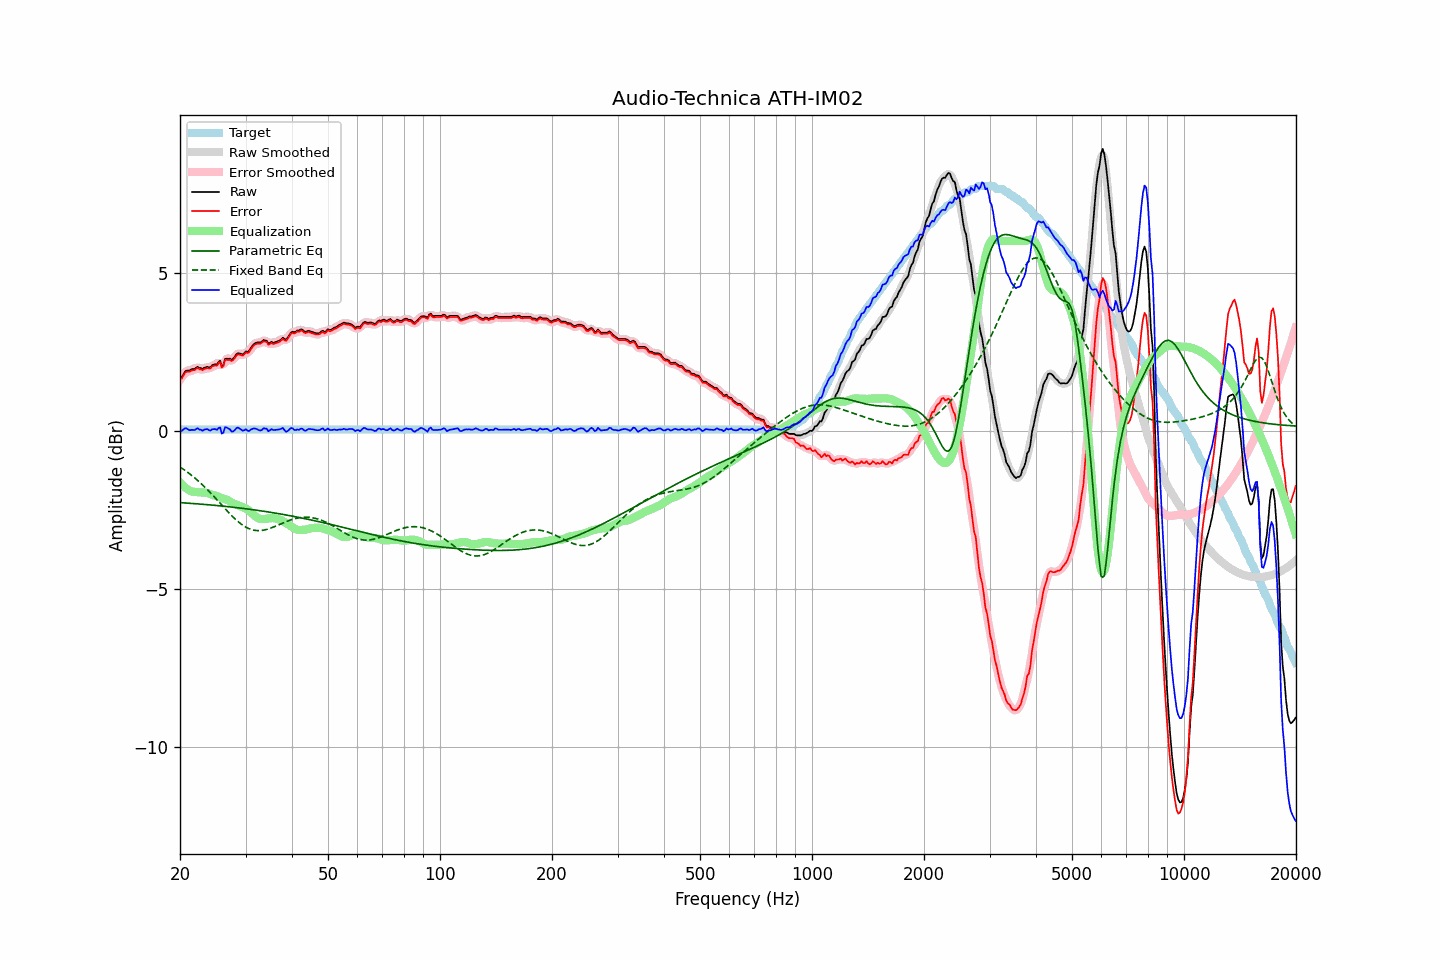 Audio-Technica ATH-IM02
Target
Raw Smoothed
Error Smoothed
Raw
Error
Equalization
Parametric Eq
Fixed Band Eq
Equalized
Amplitude (dBr)
5
0
−5
−10
20
50
100
200
500
1000
2000
5000
10000
20000
Frequency (Hz)